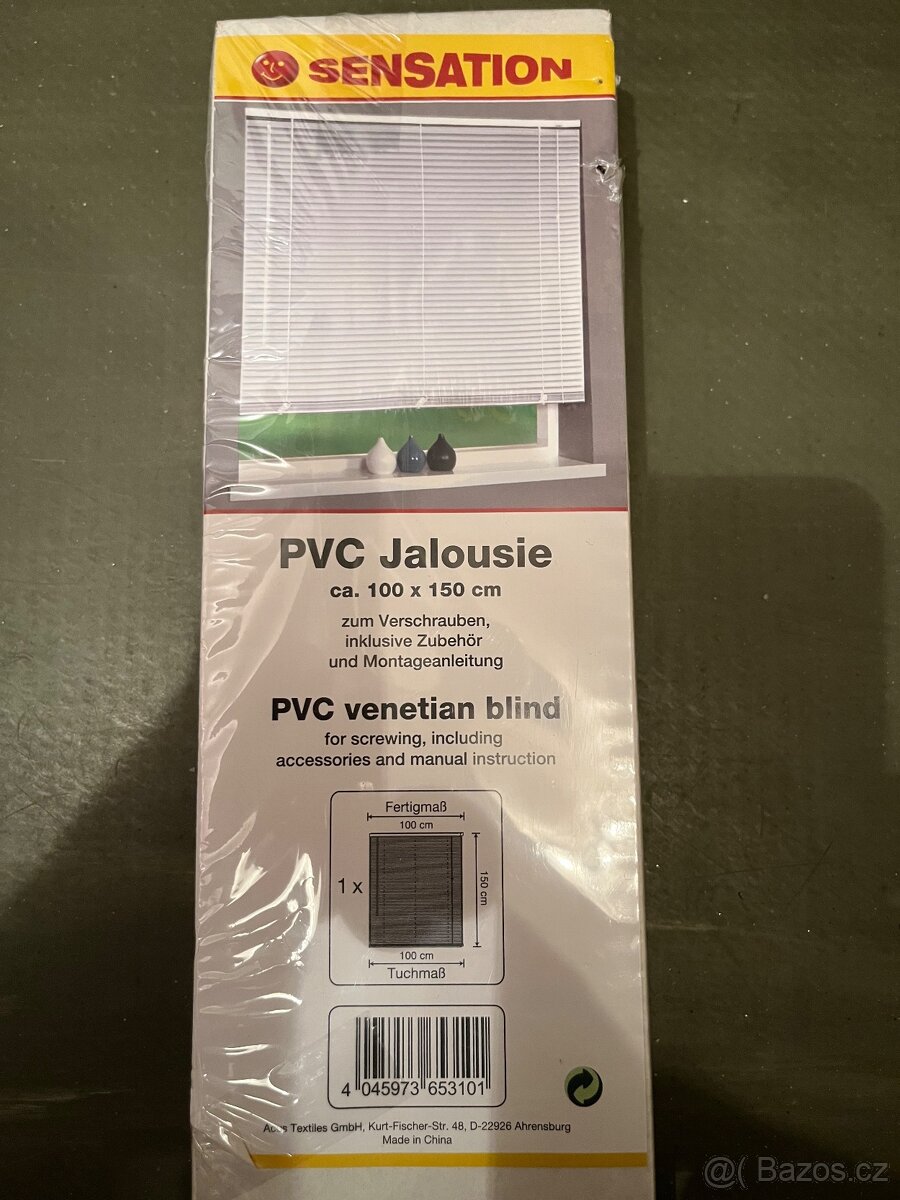 SENSATION
PVC Jalousie
ca. 100 x 150 cm
zum Verschrauben,
inklusive Zubehör
und Montageanleitung
PVC venetian blind
for screwing, including
accessories and manual instruction
Fertigmaß
100 cm
1 x
150 cm
100 cm
Tuchmaß
4 045973 653101
Textiles GmbH, Kurt-Fischer-Str. 48, D-22926 Ahrensburg
Made in China
@( Bazos.cz